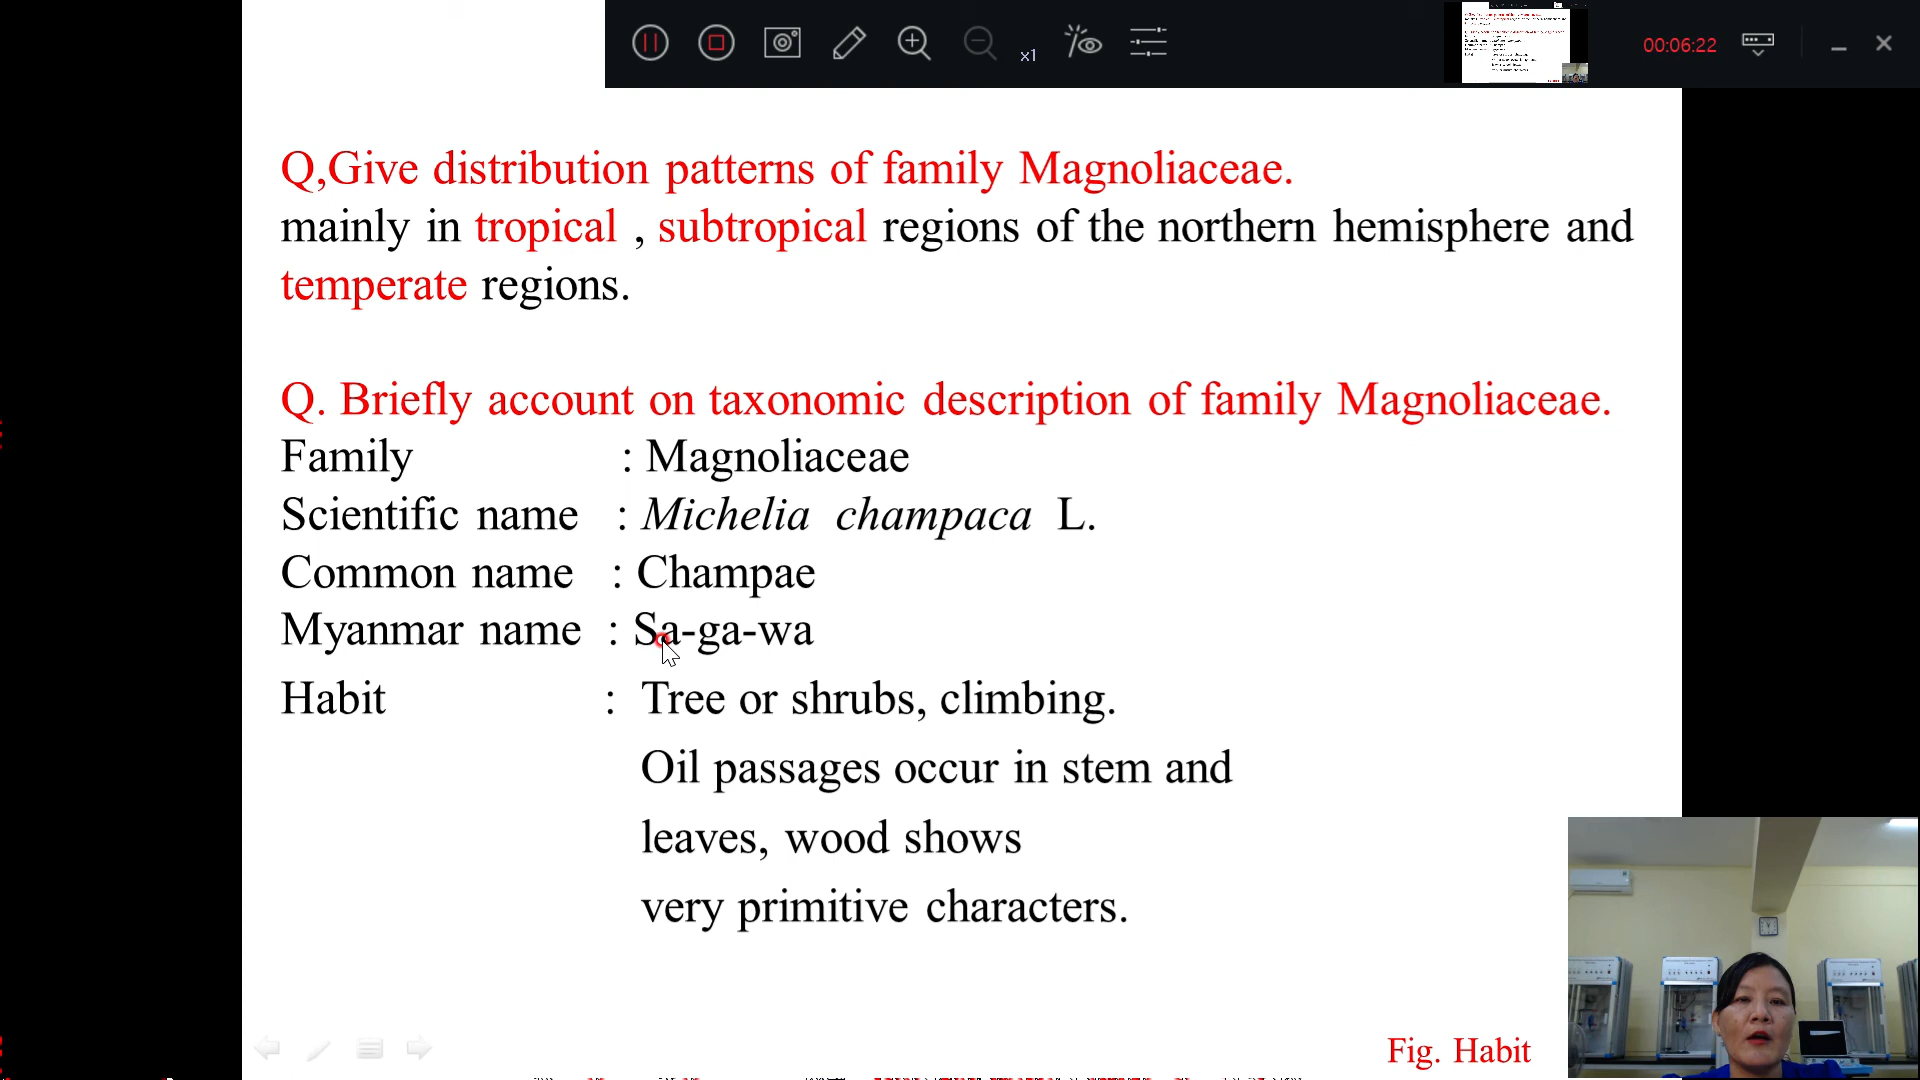 x1
00:06:22
Q,Give distribution patterns of family Magnoliaceae.
mainly in tropical , subtropical regions of the northern hemisphere and
temperate regions.
Q. Briefly account on taxonomic description of family Magnoliaceae.
Family : Magnoliaceae
Scientific name : Michelia champaca L.
Common name : Champae
Myanmar name : Sa-ga-wa
Habit : Tree or shrubs, climbing.
Oil passages occur in stem and
leaves, wood shows
very primitive characters.
Fig. Habit